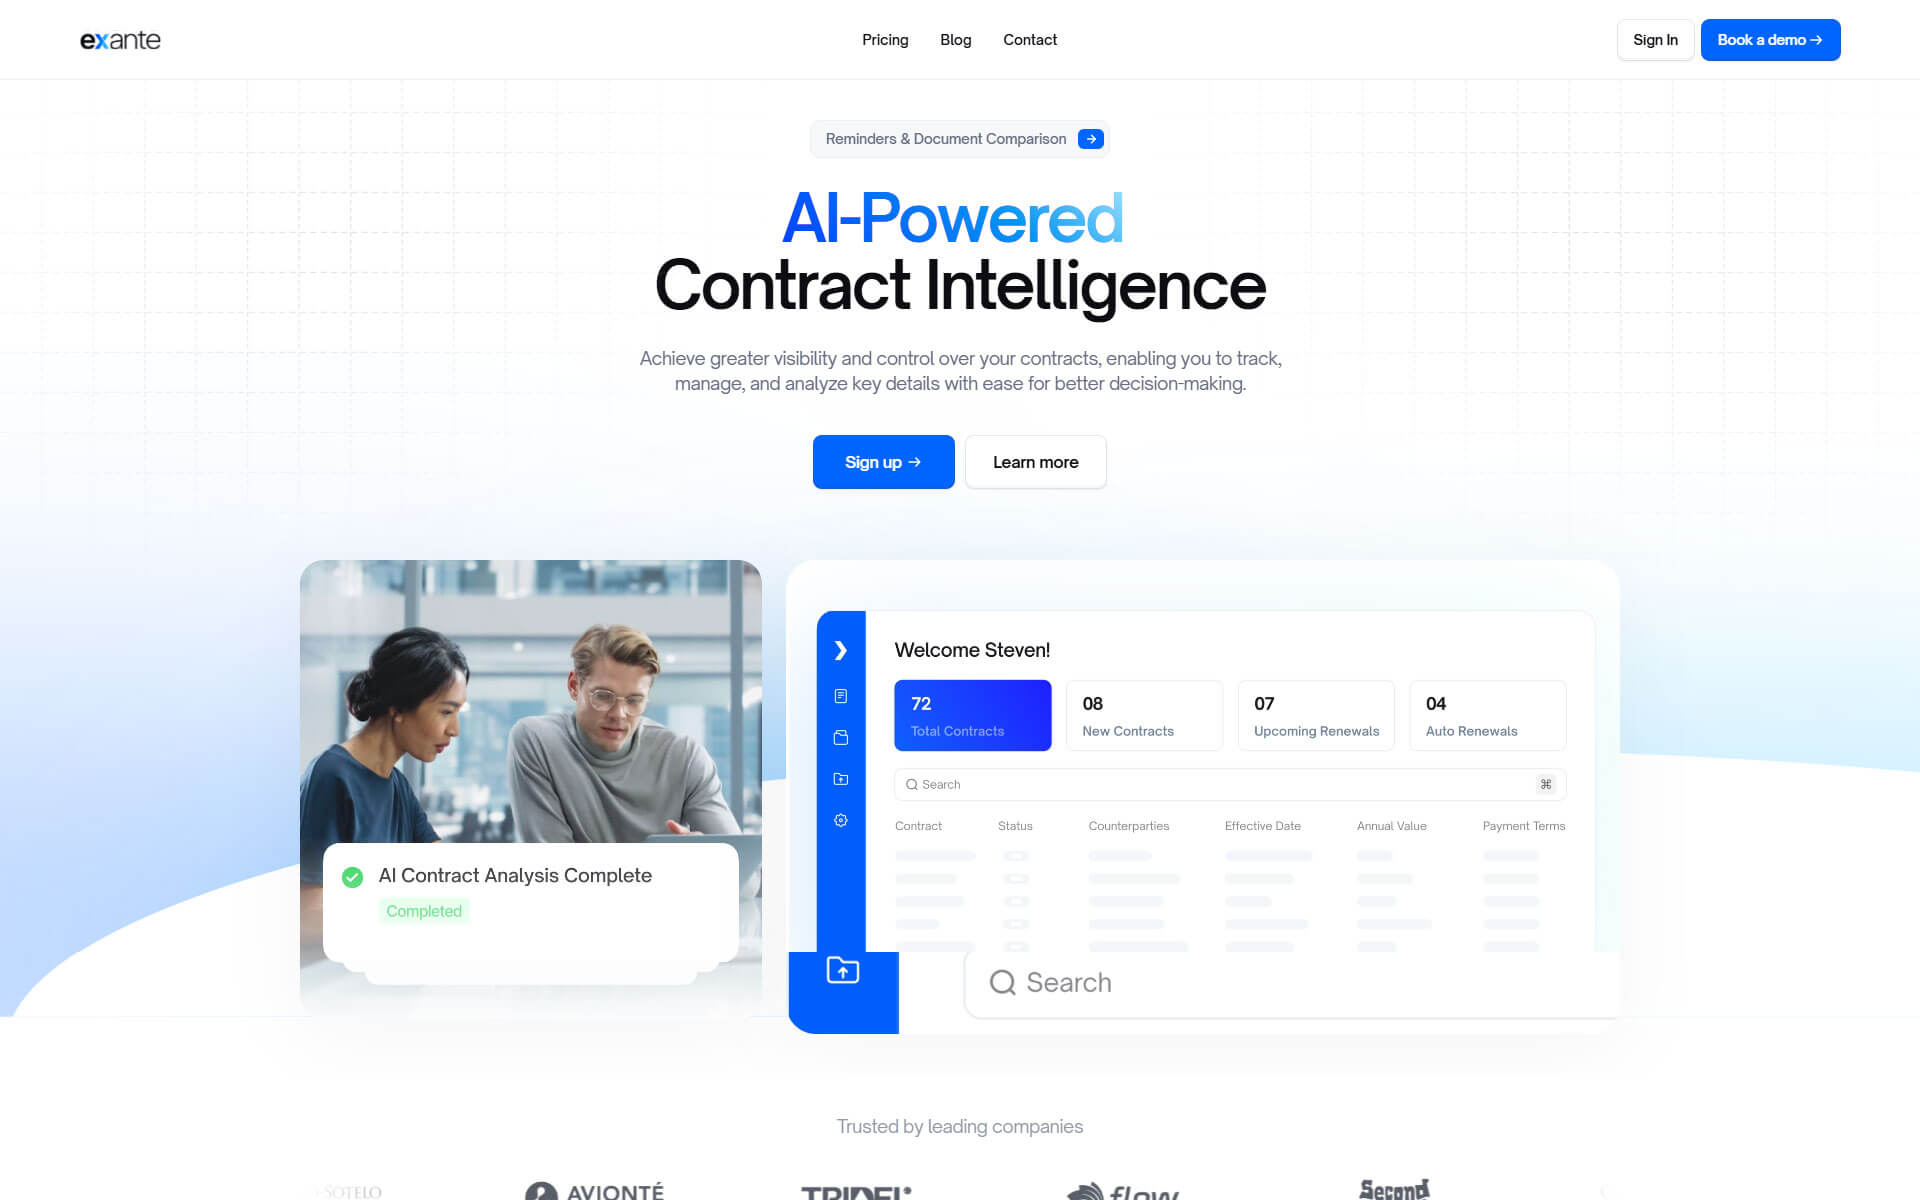 exante
Pricing
Blog
Contact
Sign In
Book a demo →
Reminders & Document Comparison →
AI-Powered
Contract Intelligence
Achieve greater visibility and control over your contracts, enabling you to track,
manage, and analyze key details with ease for better decision-making.
Sign up →
Learn more
AI Contract Analysis Complete
Completed
Welcome Steven!
72
Total Contracts
08
New Contracts
07
Upcoming Renewals
04
Auto Renewals
Search
⌘
Contract
Status
Counterparties
Effective Date
Annual Value
Payment Terms
Search
Trusted by leading companies
SOTELO
AVIONTÉ
TRIDEL
flow
Second